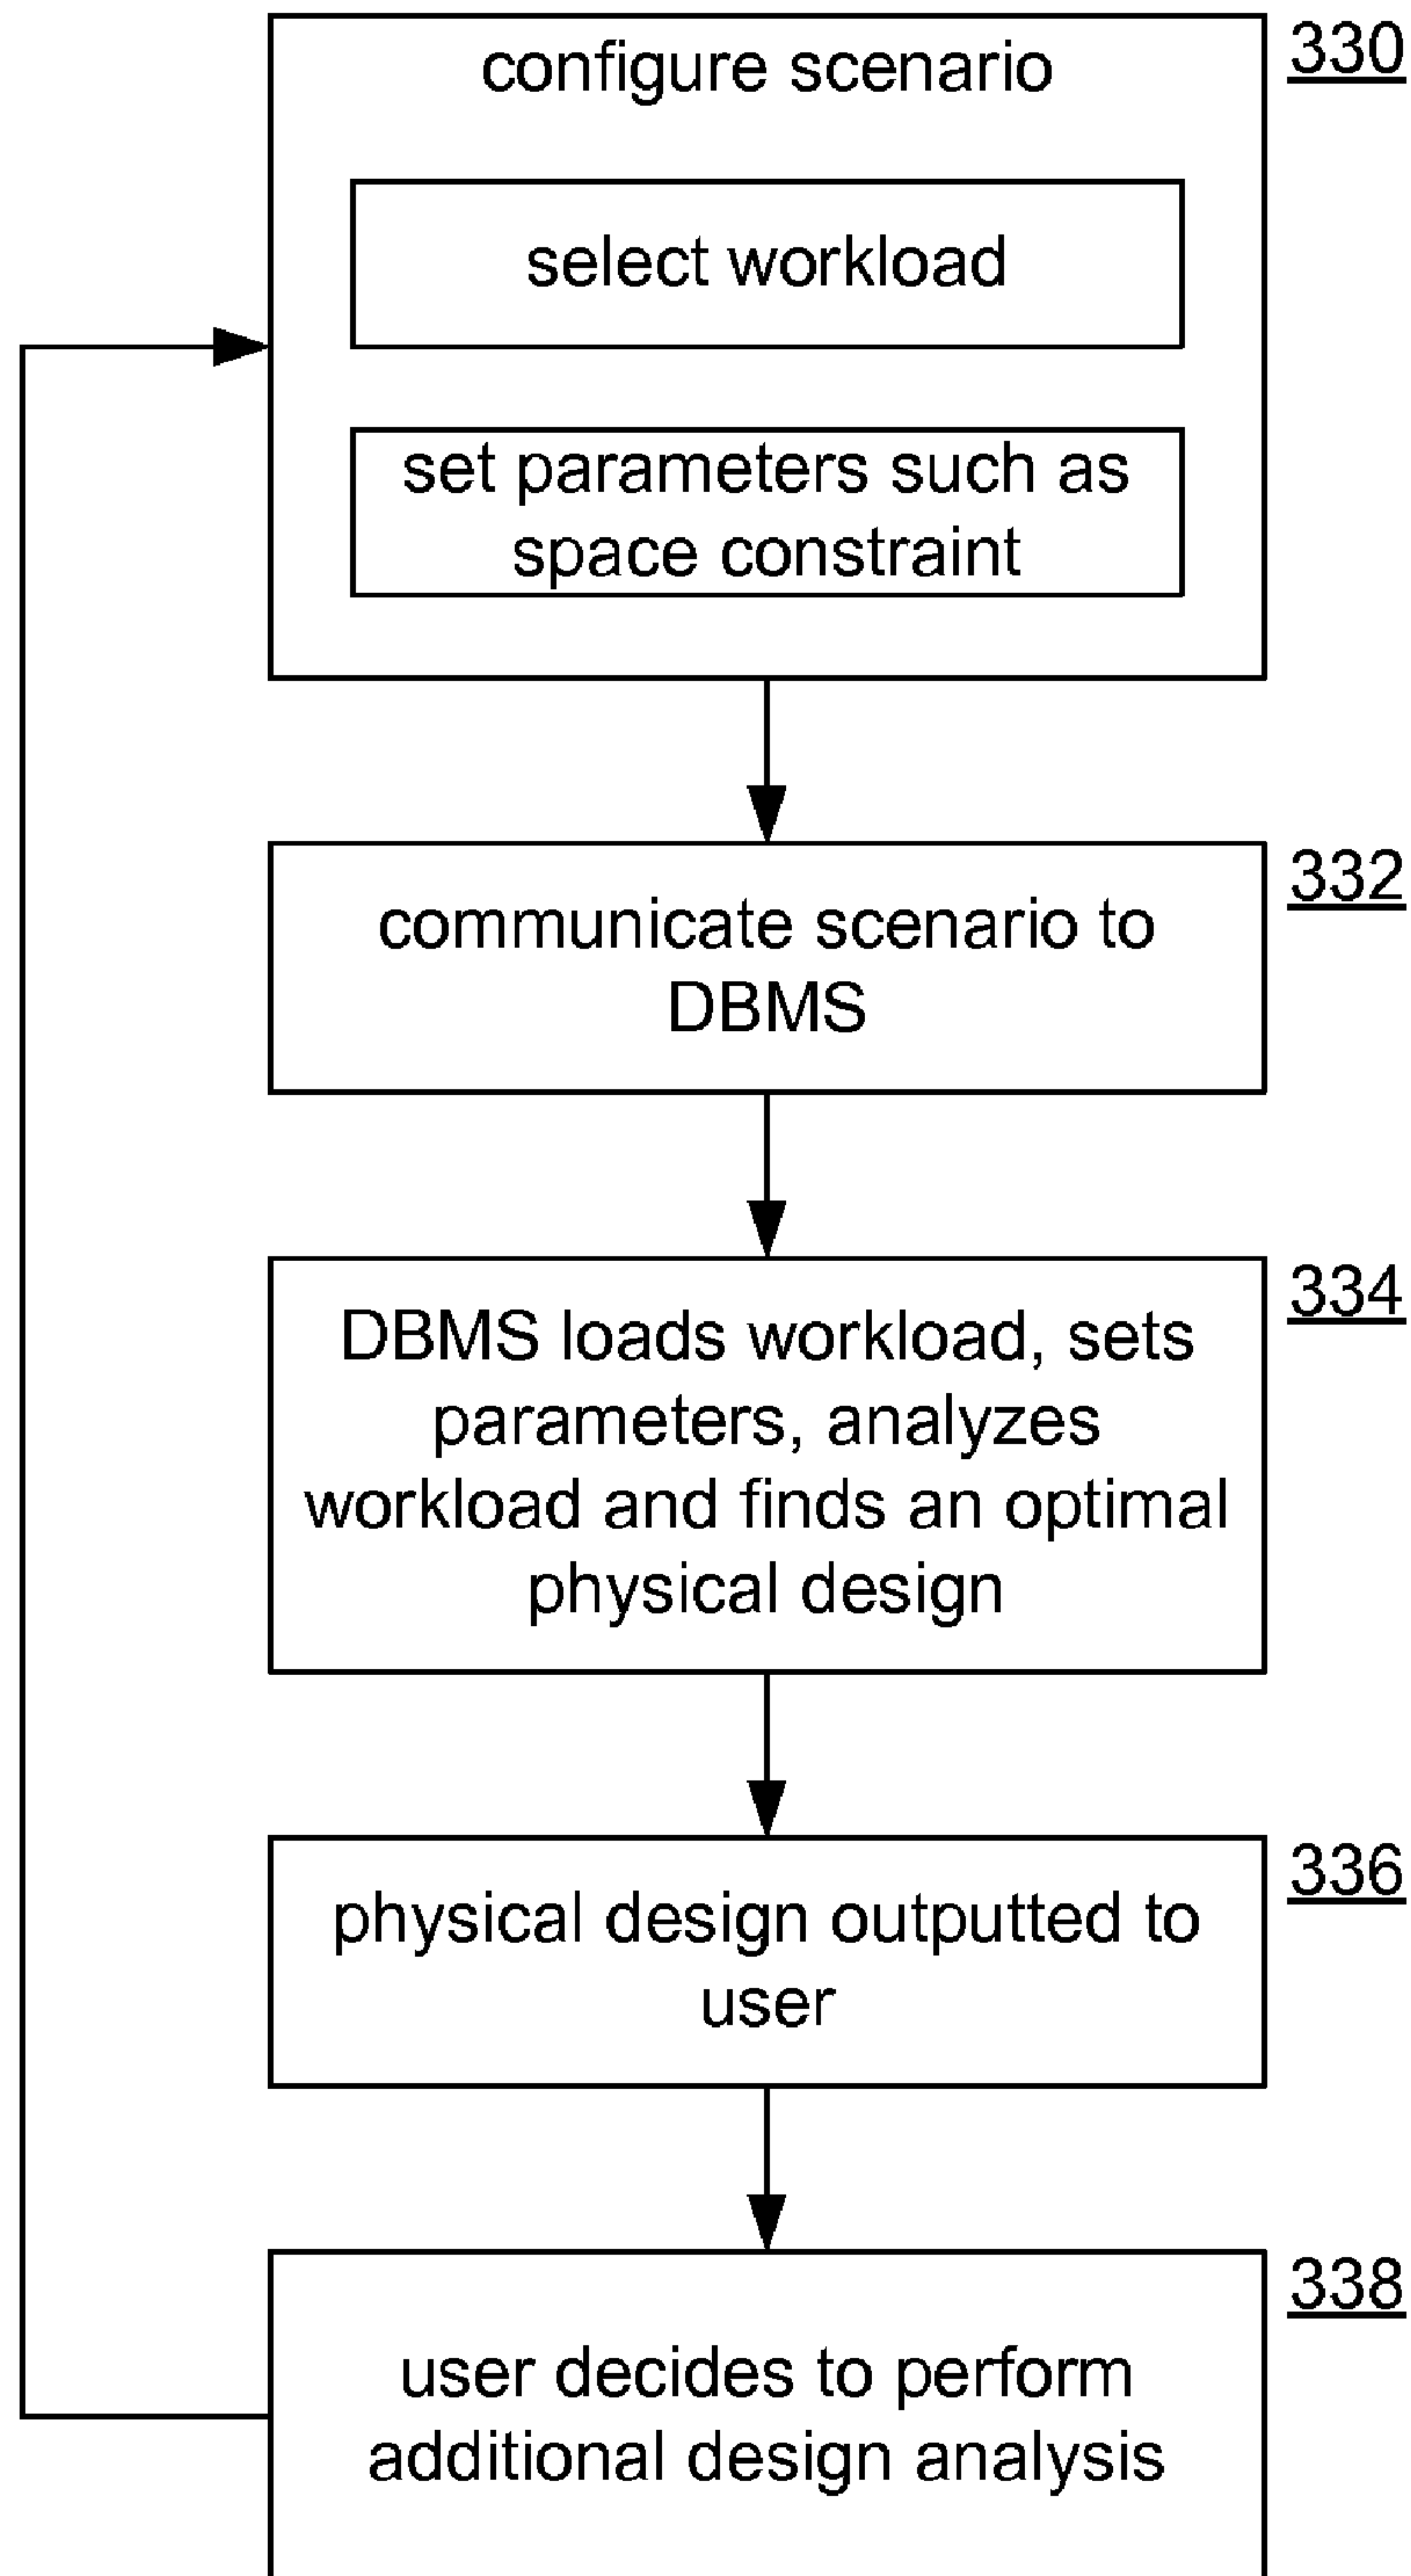 configure scenario
330
select workload
set parameters such as
space constraint
332
communicate scenario to
DBMS
334
DBMS loads workload, sets
parameters, analyzes
workload and finds an optimal
physical design
336
physical design outputted to
user
338
user decides to perform
additional design analysis